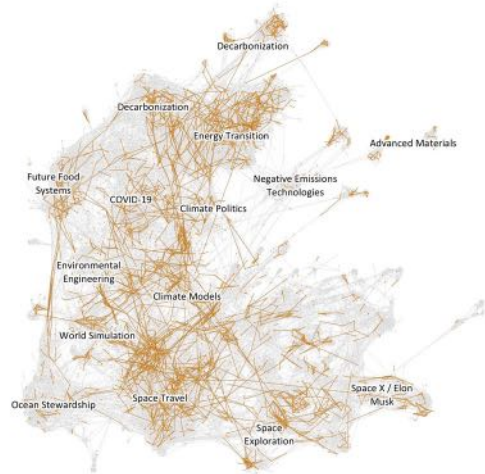 Decarbonization
Decarbonization
Energy Transition
Advanced Materials
Future Food
Systems
COVID-19
Negative Emissions
Technologies
Climate Politics
Environmental
Engineering
Climate Models
World Simulation
Ocean Stewardship
Space Travel
Space X / Elon
Musk
Space
Exploration